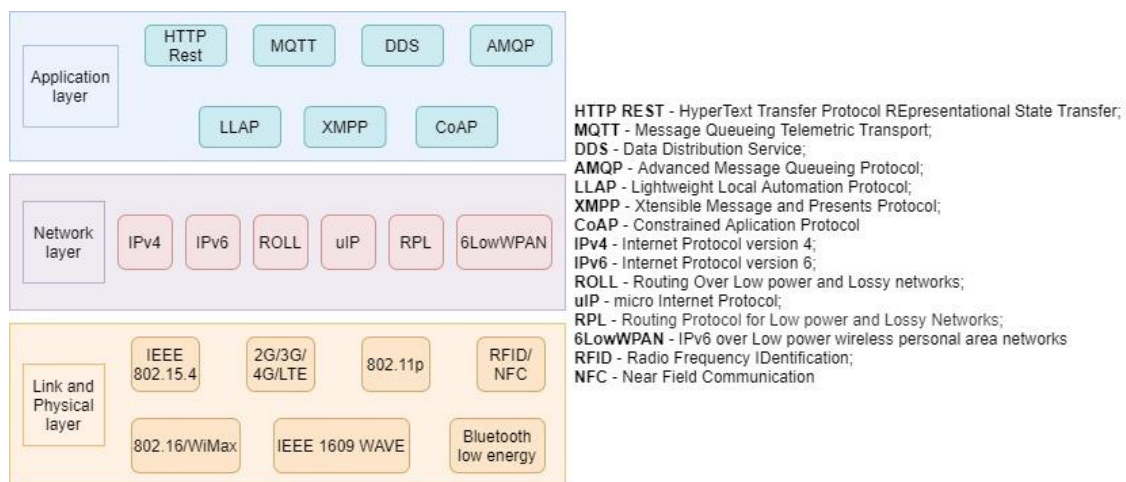 Application
layer
HTTP
Rest
MQTT
DDS
AMQP
LLAP
XMPP
CoAP
Network
layer
IPv4
IPv6
ROLL
uIP
RPL
6LowWPAN
Link and
Physical
layer
IEEE
802.15.4
2G/3G/
4G/LTE
802.11p
RFID/
NFC
802.16/WiMax
IEEE 1609 WAVE
Bluetooth
low energy
HTTP REST - HyperText Transfer Protocol REpresentational State Transfer;
MQTT - Message Queueing Telemetric Transport;
DDS - Data Distribution Service;
AMQP - Advanced Message Queueing Protocol;
LLAP - Lightweight Local Automation Protocol;
XMPP - Xtensible Message and Presents Protocol;
CoAP - Constrained Aplication Protocol
IPv4 - Internet Protocol version 4;
IPv6 - Internet Protocol version 6;
ROLL - Routing Over Low power and Lossy networks;
uIP - micro Internet Protocol;
RPL - Routing Protocol for Low power and Lossy Networks;
6LowWPAN - IPv6 over Low power wireless personal area networks
RFID - Radio Frequency IDentification;
NFC - Near Field Communication